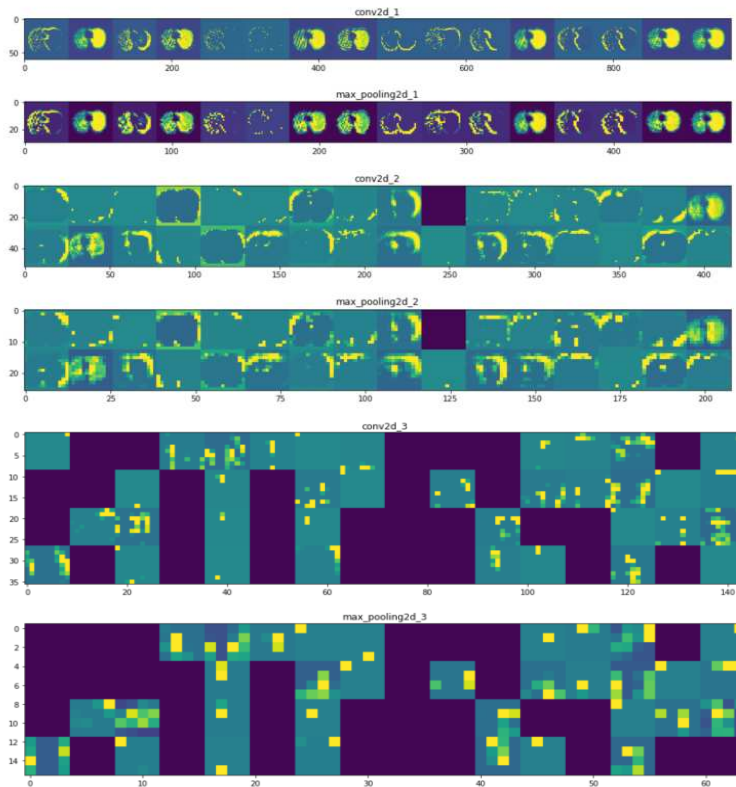 conv2d_1
0
25
50
0 200 400 600 800
max_pooling2d_1
0
20
0 100 200 300 400
conv2d_2
0
20
40
0 50 100 150 200 250 300 350 400
max_pooling2d_2
0
10
20
0 25 50 75 100 125 150 175 200
conv2d_3
0
5
10
15
20
25
30
35
0 20 40 60 80 100 120 140
max_pooling2d_3
0
2
4
6
8
10
12
14
0 10 20 30 40 50 60